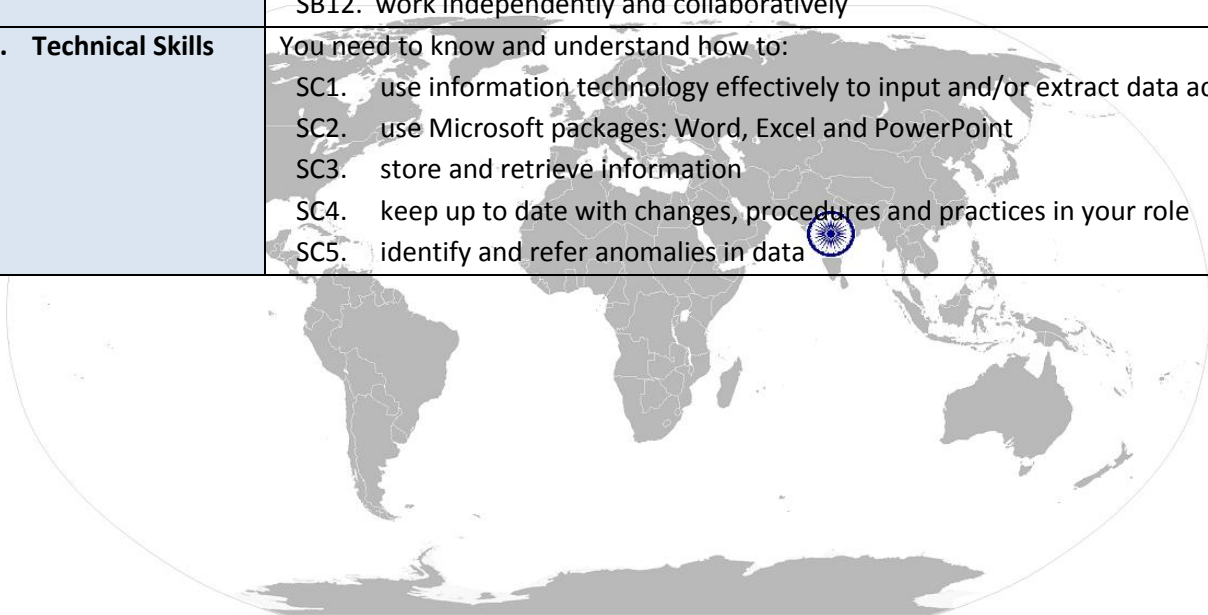 SB12. work independently and collaboratively
. Technical Skills
You need to know and understand how to:
SC1. use information technology effectively to input and/or extract data
SC2. use Microsoft packages: Word, Excel and PowerPoint
SC3. store and retrieve information
SC4. keep up to date with changes, procedures and practices in your role
SC5. identify and refer anomalies in data